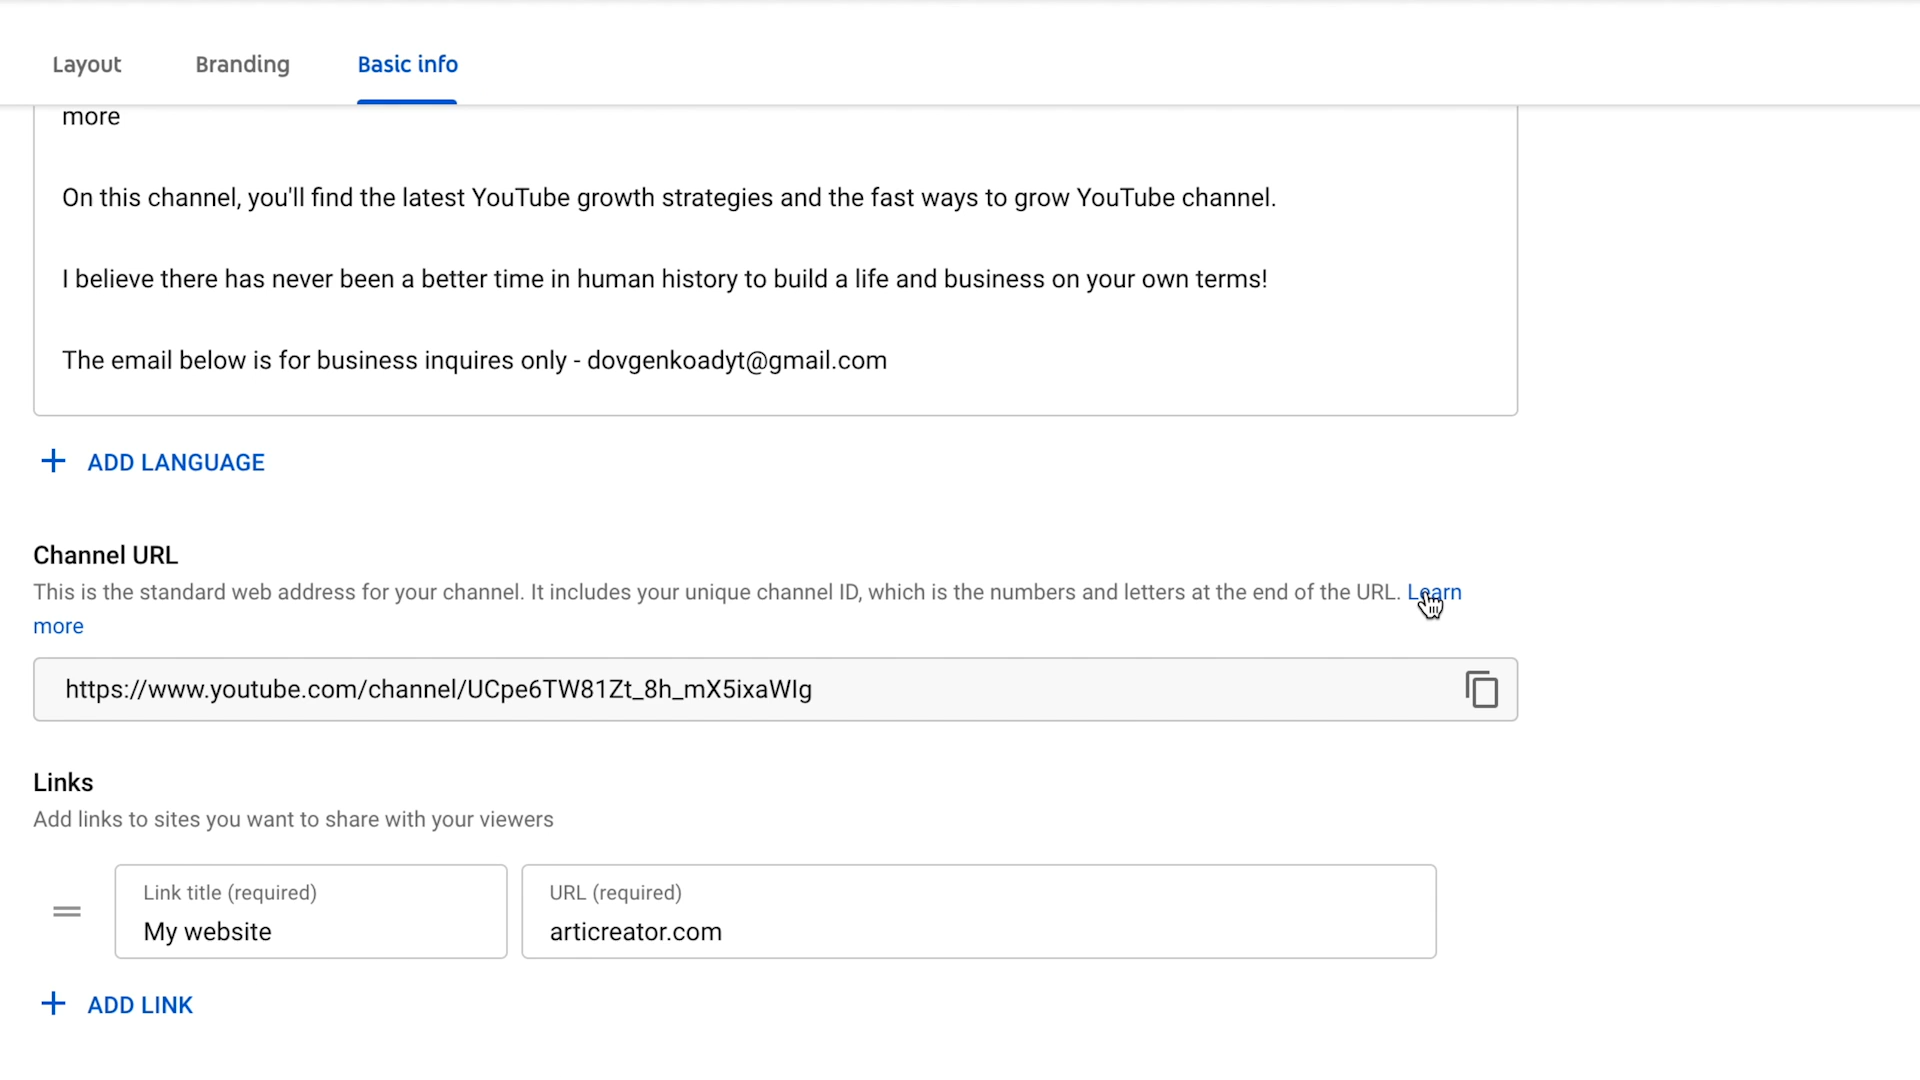 Layout Branding Basic info
more
On this channel, you'll find the latest YouTube growth strategies and the fast ways to grow YouTube channel.
I believe there has never been a better time in human history to build a life and business on your own terms!
The email below is for business inquires only - dovgenkoadyt@gmail.com
+ ADD LANGUAGE
Channel URL
This is the standard web address for your channel. It includes your unique channel ID, which is the numbers and letters at the end of the URL. Learn
more
https://www.youtube.com/channel/UCpe6TW81Zt_8h_mX5ixaWIg
Links
Add links to sites you want to share with your viewers
Link title (required) URL (required)
My website articreator.com
+ ADD LINK